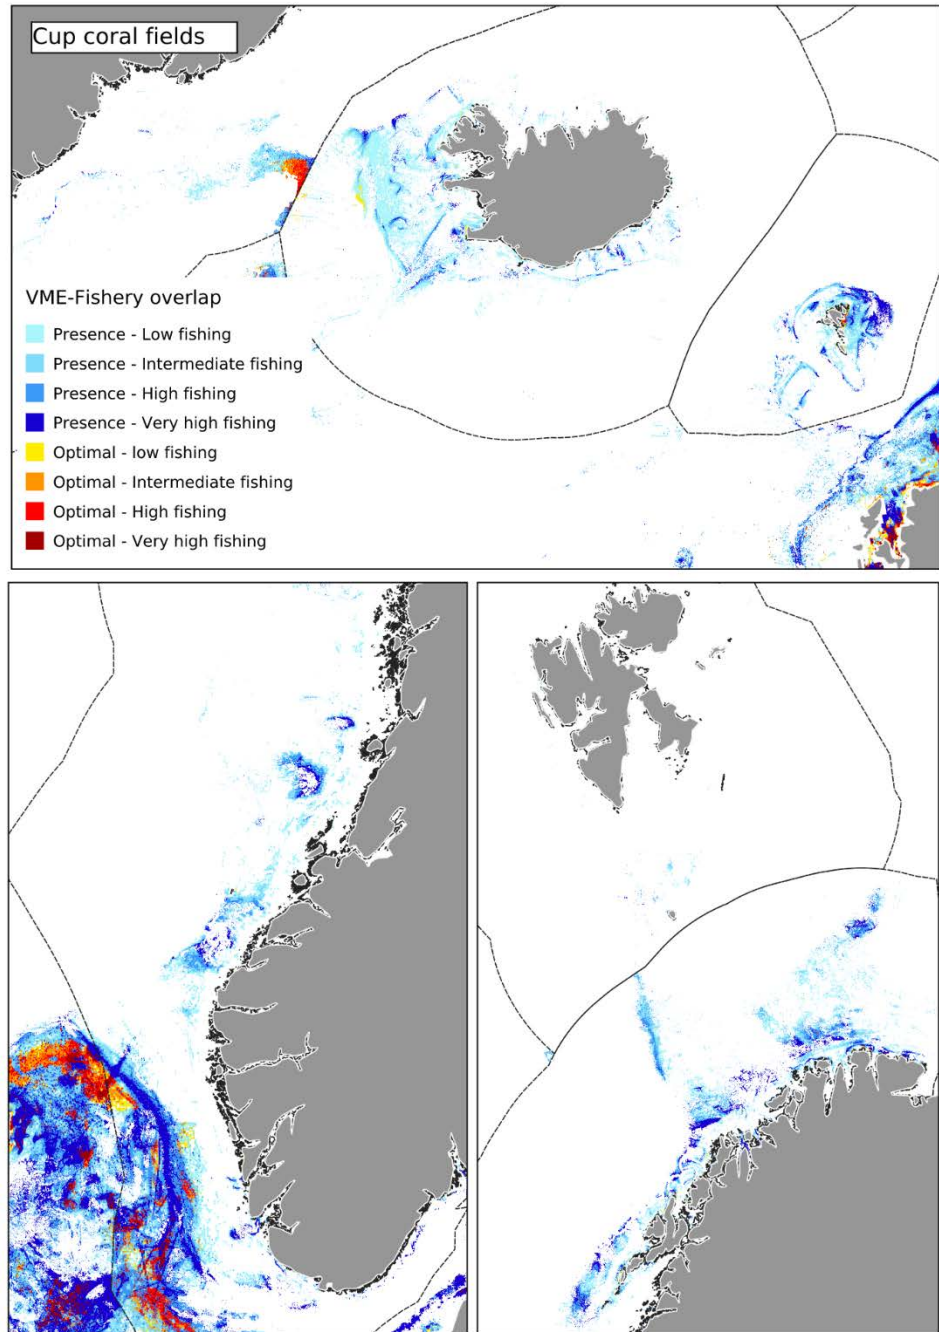 Cup coral fields
VME-Fishery overlap
Presence - Low fishing
Presence - Intermediate fishing
Presence - High fishing
Presence - Very high fishing
Optimal - low fishing
Optimal - Intermediate fishing
Optimal - High fishing
Optimal - Very high fishing